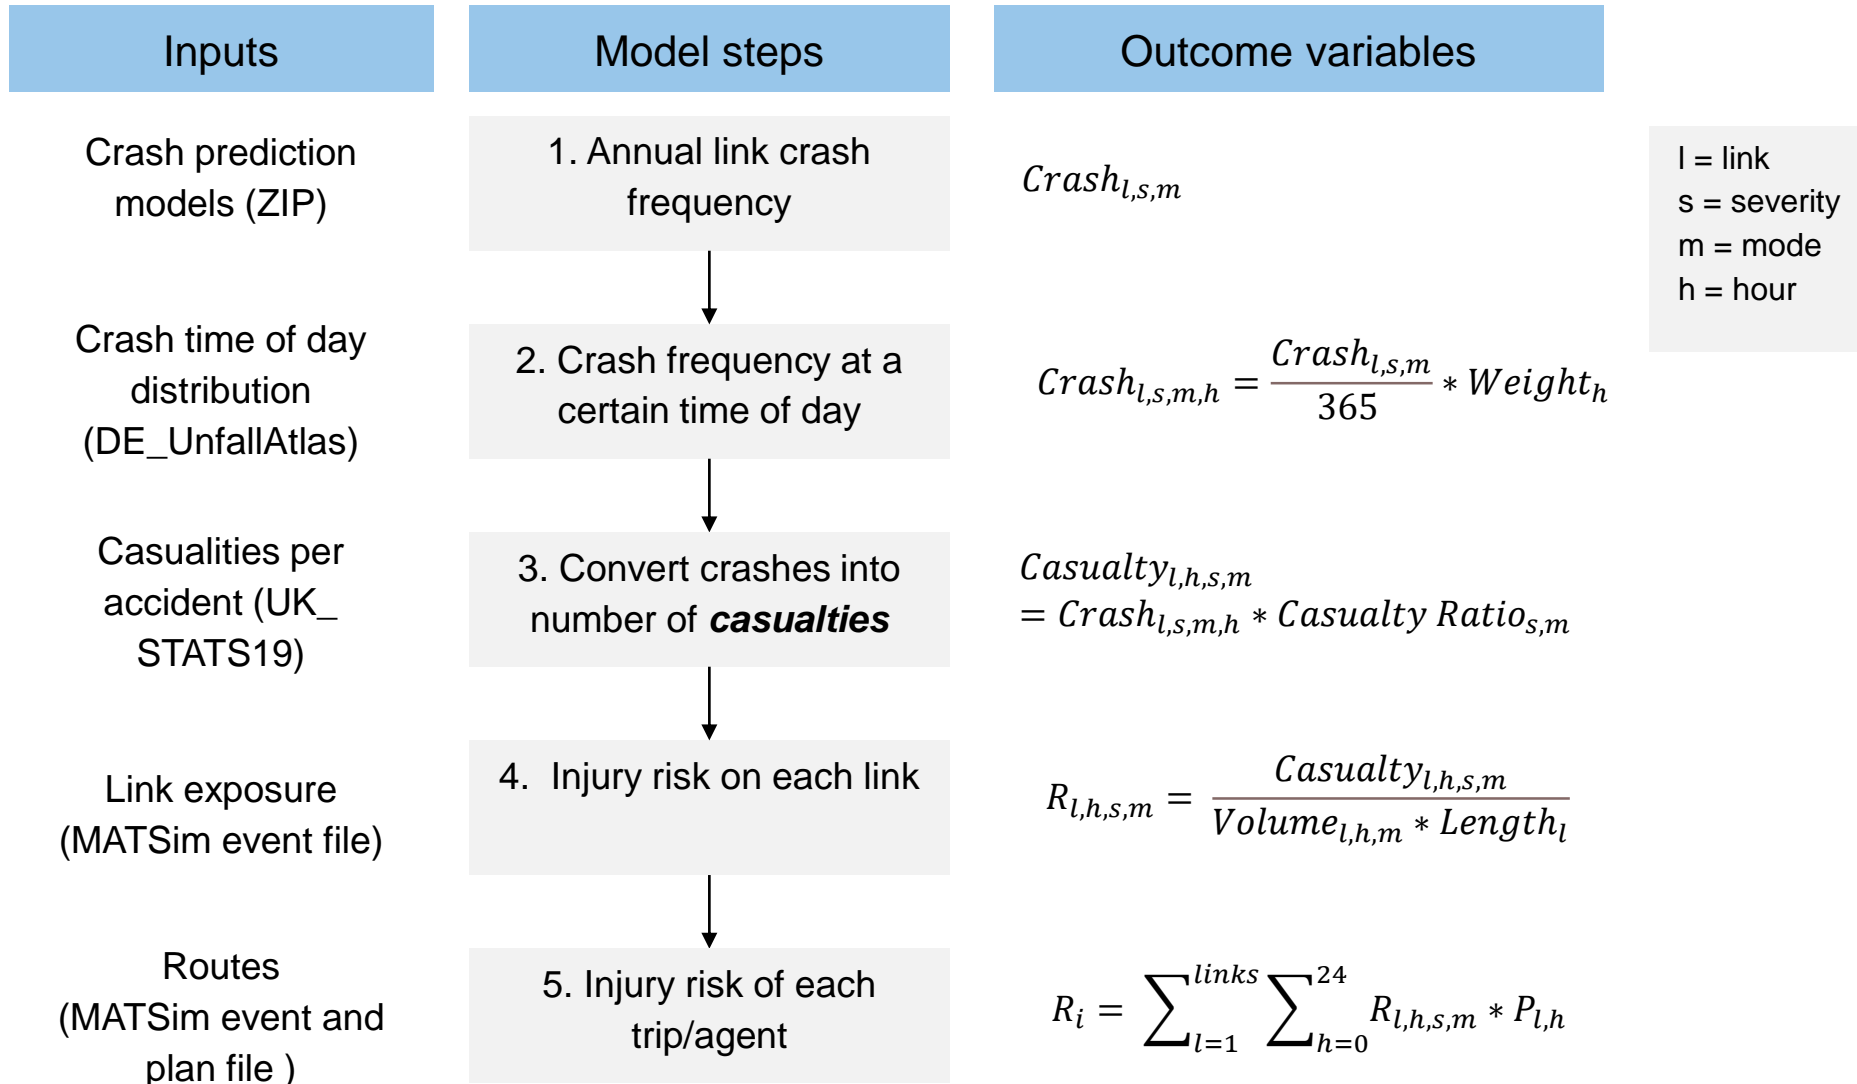 Inputs
Model steps
Outcome variables
Crash prediction
models (ZIP)
1. Annual link crash
frequency
Crash_{l,s,m}
l = link
s = severity
m = mode
h = hour
Crash time of day
distribution
(DE_UnfallAtlas)
2. Crash frequency at a
certain time of day
Crash_{l,s,m,h} = \frac{Crash_{l,s,m}}{365} * Weight_h
Casualities per
accident (UK_
STATS19)
3. Convert crashes into
number of casualties
Casualty_{l,h,s,m}
= Crash_{l,s,m,h} * Casualty Ratio_{s,m}
Link exposure
(MATSim event file)
4. Injury risk on each link
R_{l,h,s,m} = \frac{Casualty_{l,h,s,m}}{Volume_{l,h,m} * Length_l}
Routes
(MATSim event and
plan file )
5. Injury risk of each
trip/agent
R_i = \sum_{l=1}^{links} \sum_{h=0}^{24} R_{l,h,s,m} * P_{l,h}